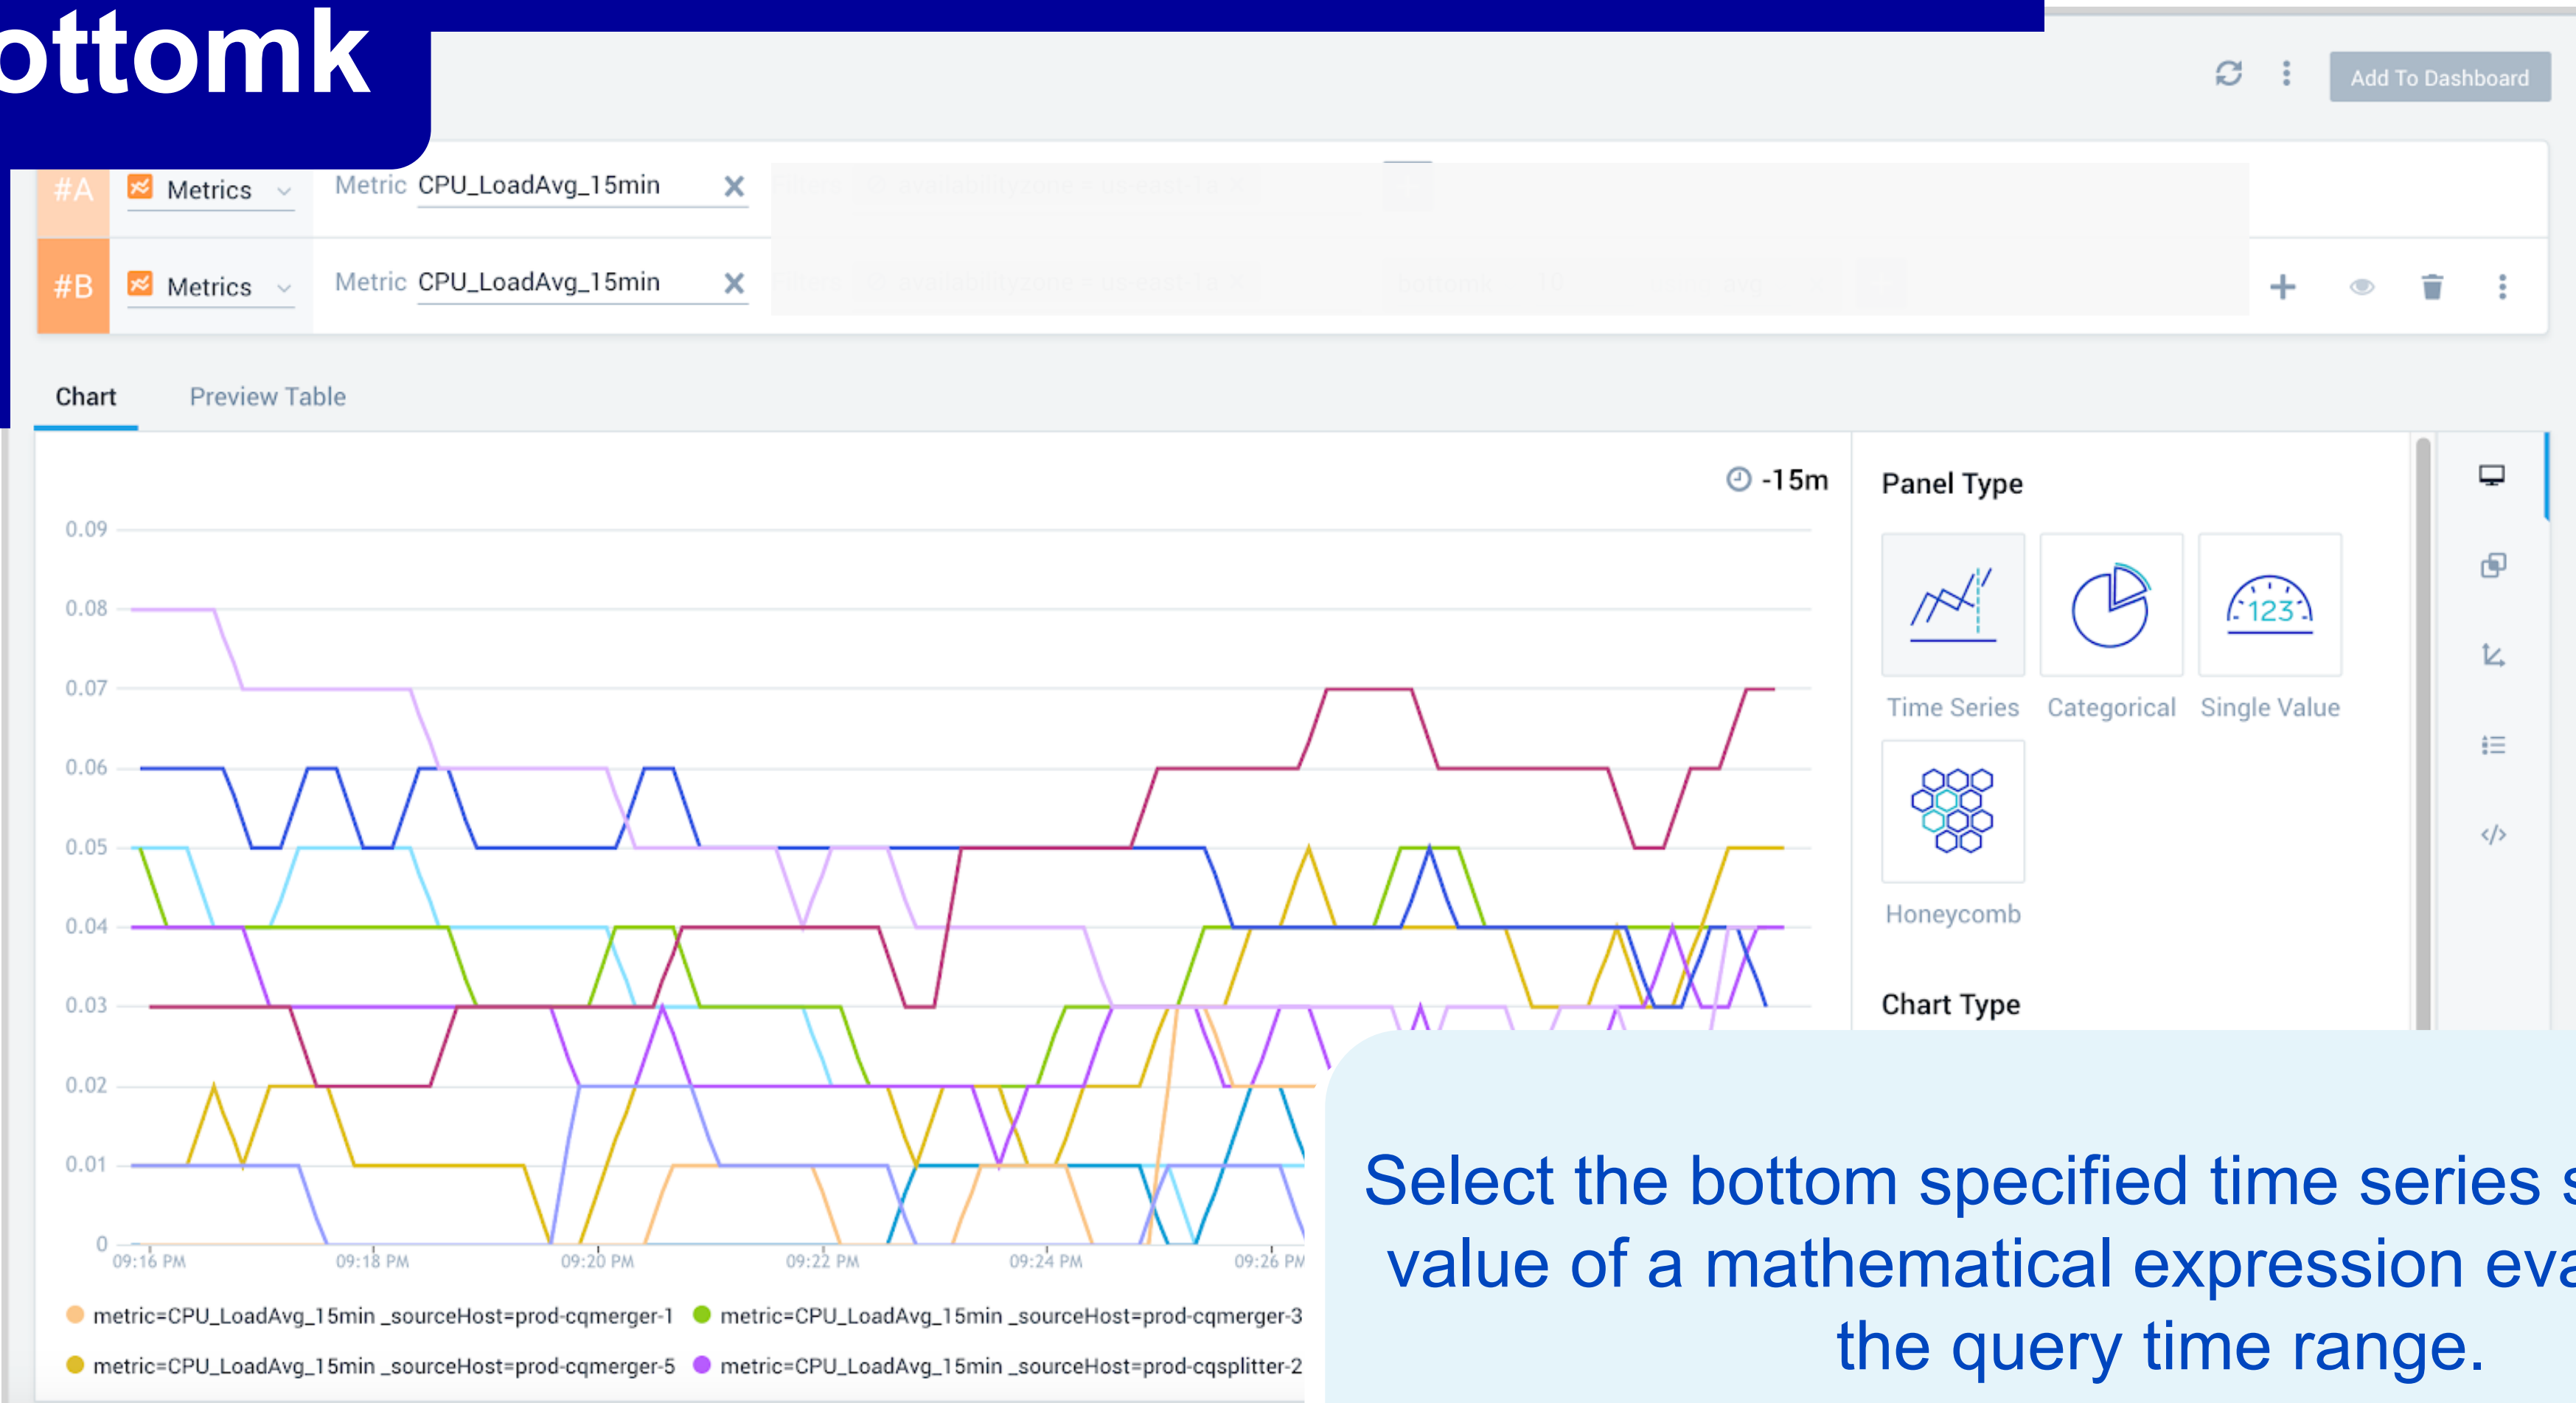 ottomk
Add To Dashboard
#A Metrics Metric CPU_LoadAvg_15min
#B Metrics Metric CPU_LoadAvg_15min
Chart Preview Table
-15m
Panel Type
0.09
0.08
0.07
0.06
0.05
0.04
0.03
0.02
0.01
0
09:16 PM 09:18 PM 09:20 PM 09:22 PM 09:24 PM 09:26 PM
123
Time Series Categorical Single Value
Honeycomb
Chart Type
metric=CPU_LoadAvg_15min _sourceHost=prod-cqmerger-1 metric=CPU_LoadAvg_15min _sourceHost=prod-cqmerger-3
metric=CPU_LoadAvg_15min _sourceHost=prod-cqmerger-5 metric=CPU_LoadAvg_15min _sourceHost=prod-cqsplitter-2
Select the bottom specified time series s
value of a mathematical expression eva
the query time range.